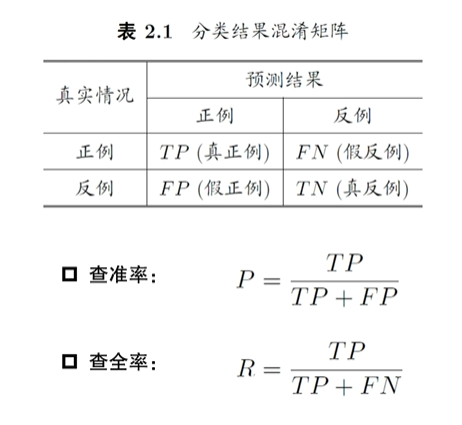 表 2.1 分类结果混淆矩阵
真实情况 预测结果
正例 反例
正例 TP (真正例) FN (假反例)
反例 FP (假正例) TN (真反例)
查准率: P = TP / (TP + FP)
查全率: R = TP / (TP + FN)